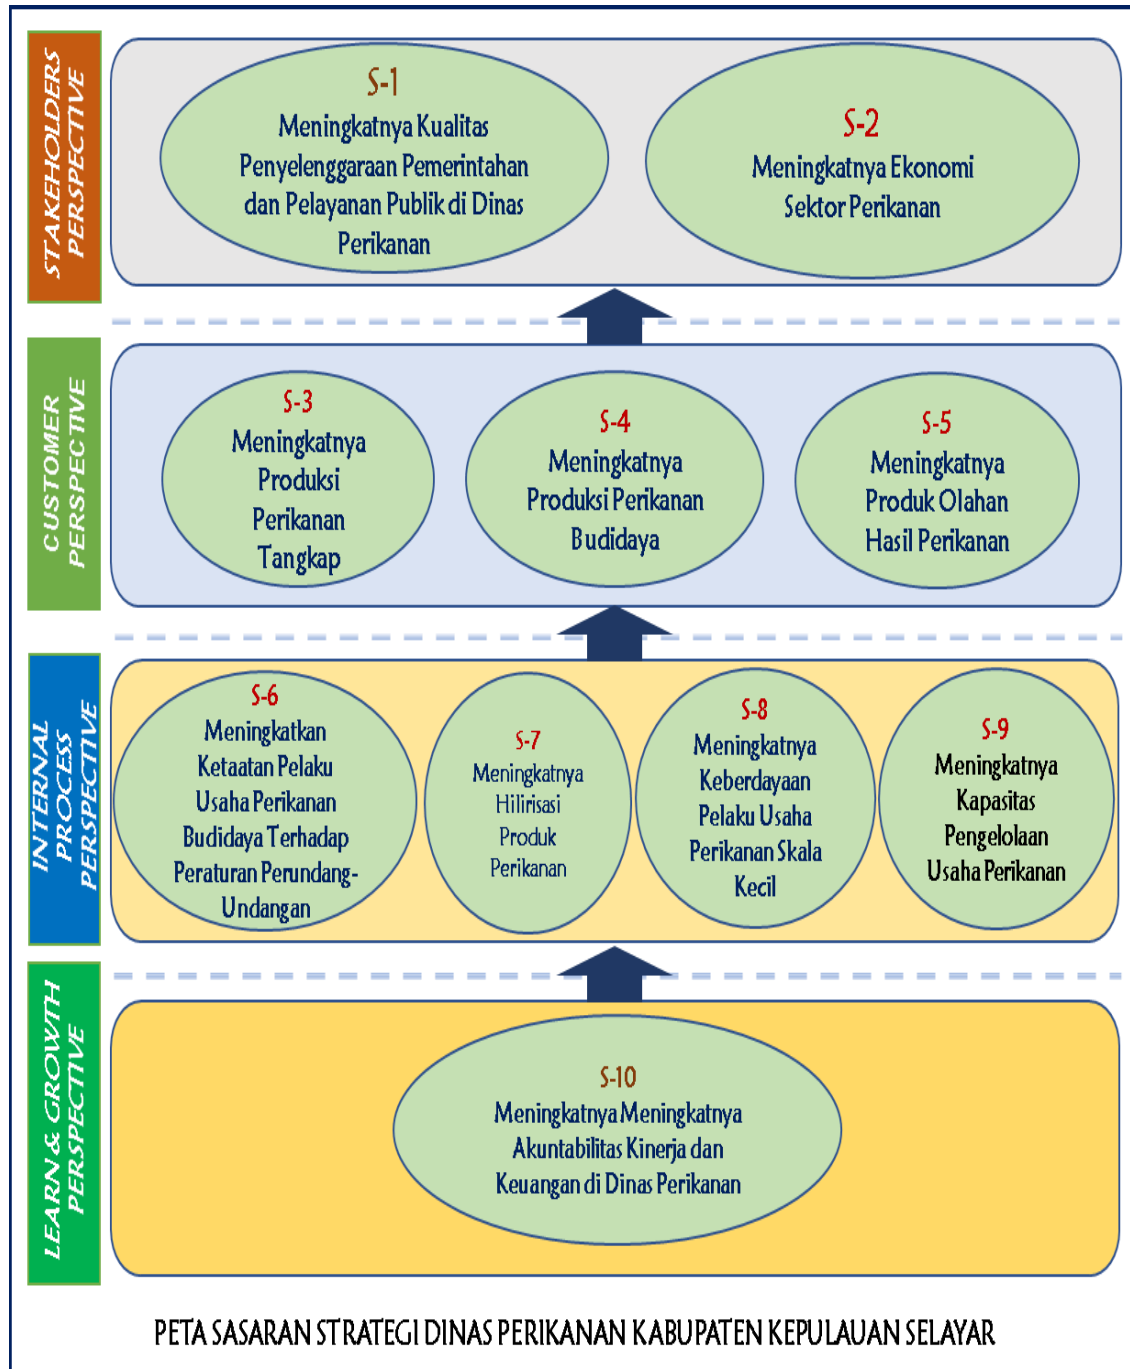 STAKEHOLDERS
PERSPECTIVE
S-1
Meningkatnya Kualitas
Penyelenggaraan Pemerintahan
dan Pelayanan Publik di Dinas
Perikanan
S-2
Meningkatnya Ekonomi
Sektor Perikanan
CUSTOMER
PERSPECTIVE
S-3
Meningkatnya
Produksi
Perikanan
Tangkap
S-4
Meningkatnya
Produksi Perikanan
Budidaya
S-5
Meningkatnya
Produk Olahan
Hasil Perikanan
INTERNAL
PROCESS
PERSPECTIVE
S-6
Meningkatkan
Ketaatan Pelaku
Usaha Perikanan
Budidaya Terhadap
Peraturan Perundang-
Undangan
S-7
Meningkatnya
Hilirisasi
Produk
Perikanan
S-8
Meningkatnya
Keberdayaan
Pelaku Usaha
Perikanan Skala
Kecil
S-9
Meningkatnya
Kapasitas
Pengelolaan
Usaha Perikanan
LEARN & GROWTH
PERSPECTIVE
S-10
Meningkatnya Meningkatnya
Akuntabilitas Kinerja dan
Keuangan di Dinas Perikanan
PETA SASARAN STRATEGI DINAS PERIKANAN KABUPATEN KEPULAUAN SELAYAR